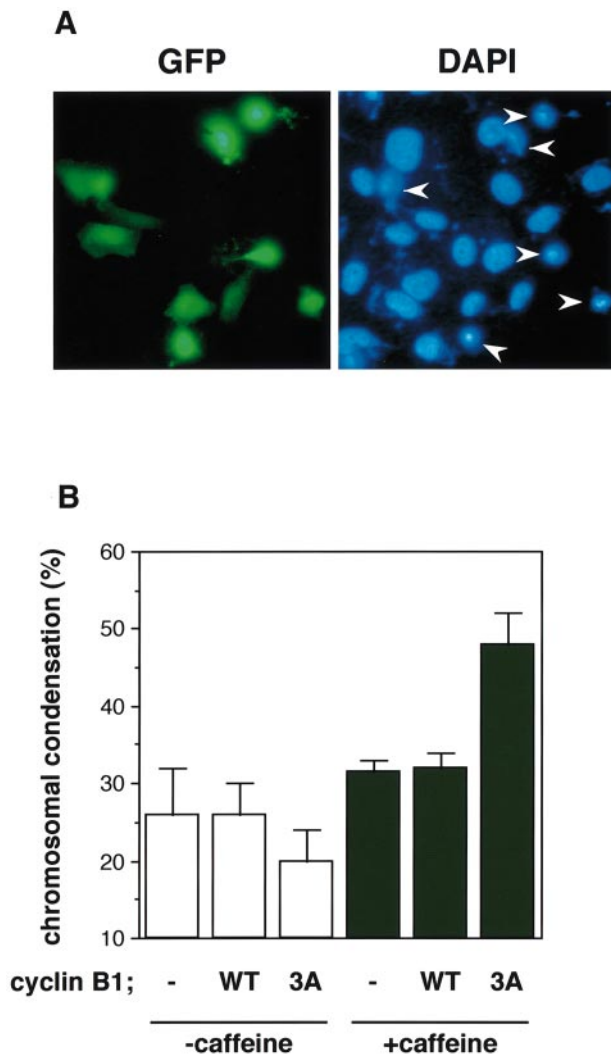 A
GFP DAPI
B
chromosomal condensation (%)
60
50
40
30
20
10
cyclin B1; - WT 3A - WT 3A
-caffeine +caffeine